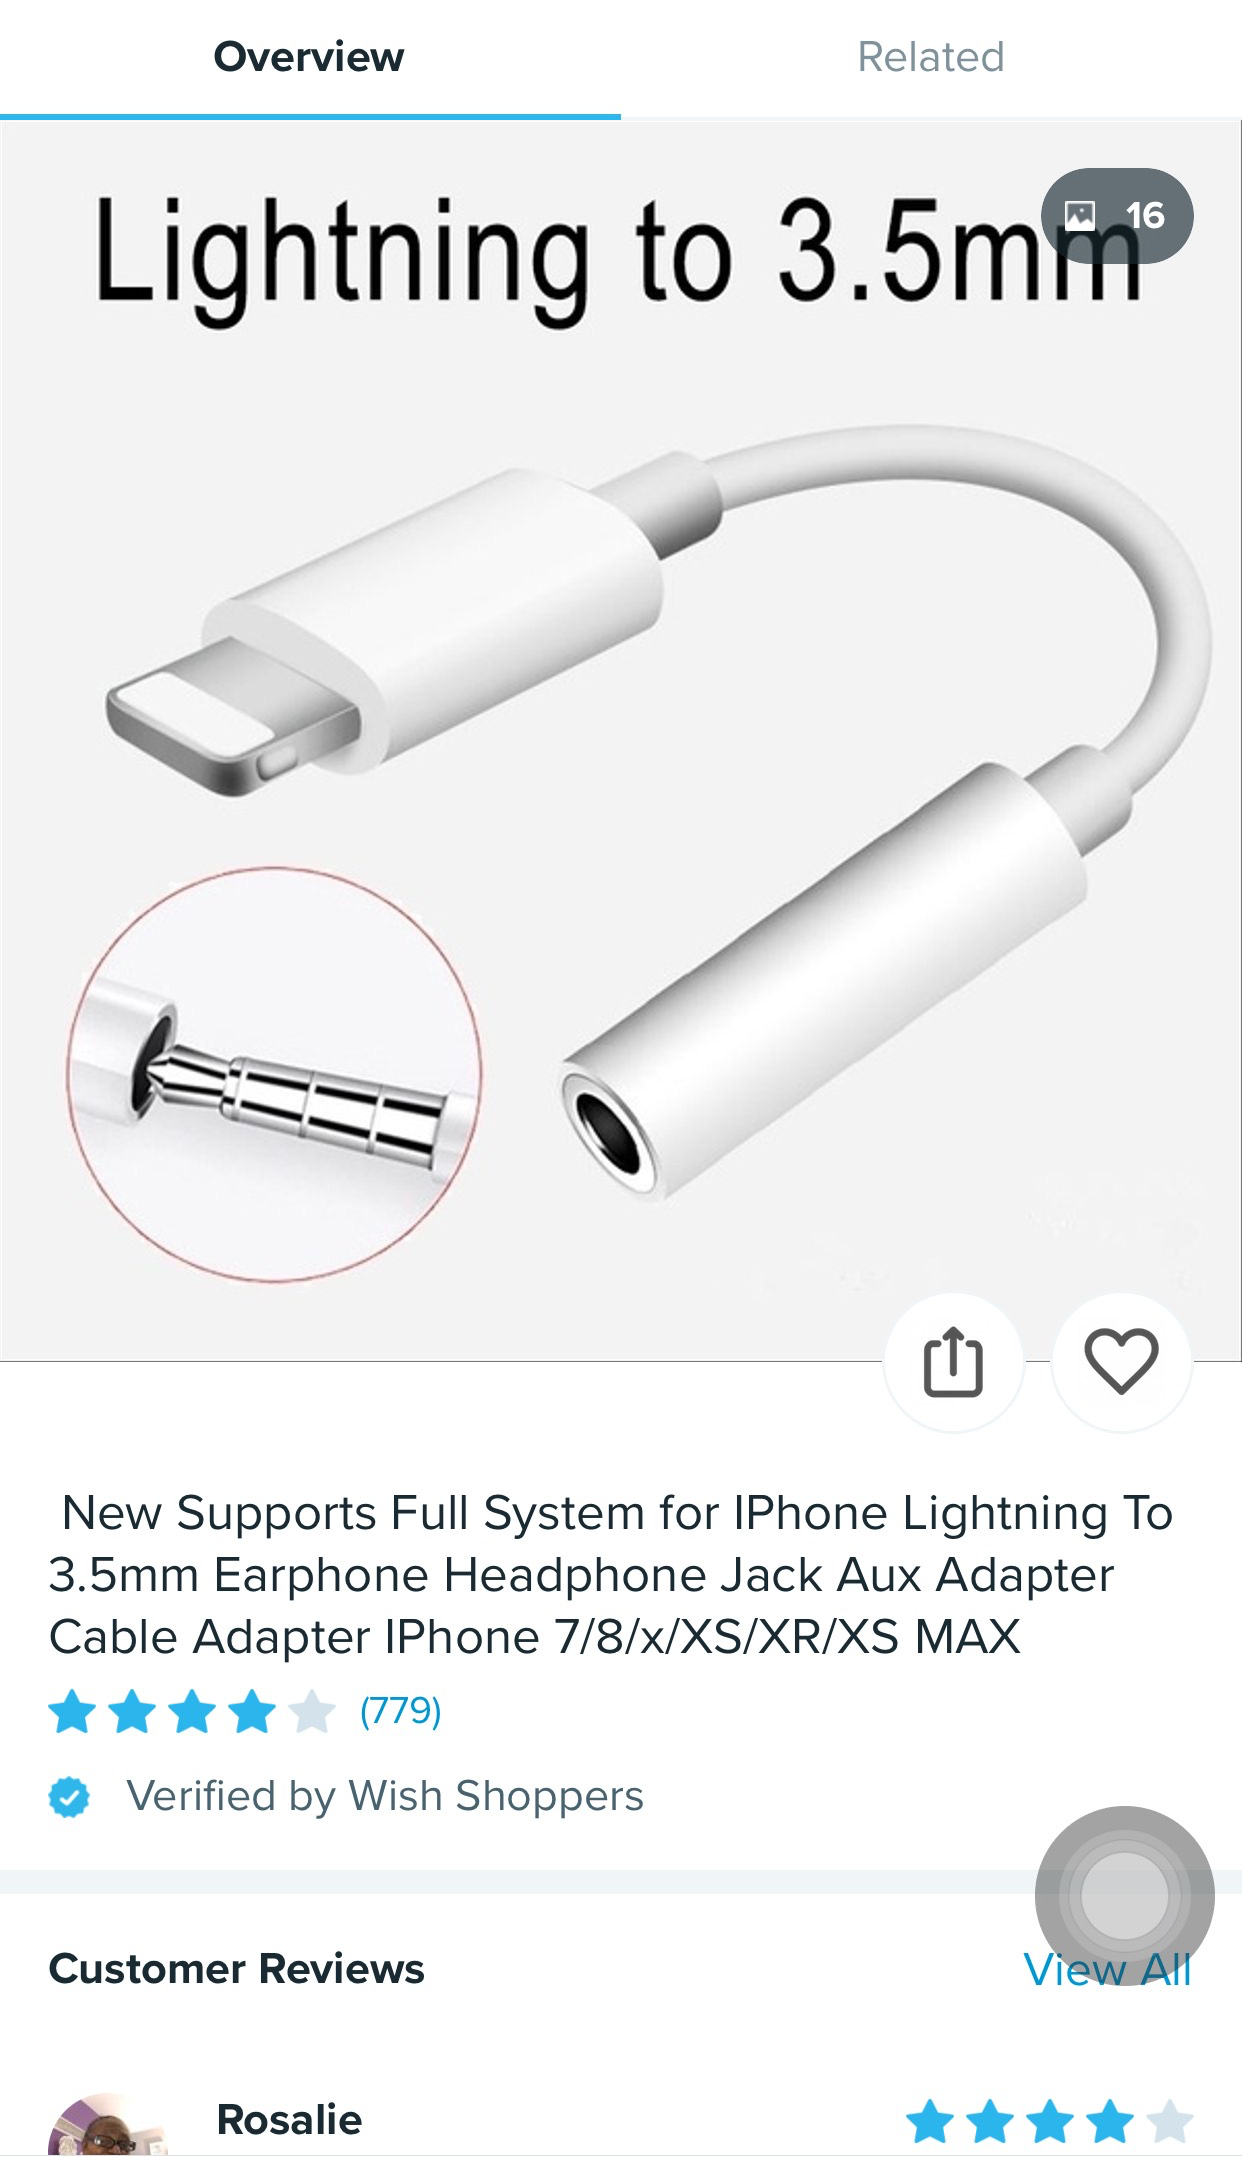 Overview
Related
16
Lightning to 3.5mm
New Supports Full System for IPhone Lightning To
3.5mm Earphone Headphone Jack Aux Adapter
Cable Adapter IPhone 7/8/x/XS/XR/XS MAX
(779)
Verified by Wish Shoppers
Customer Reviews
View All
Rosalie